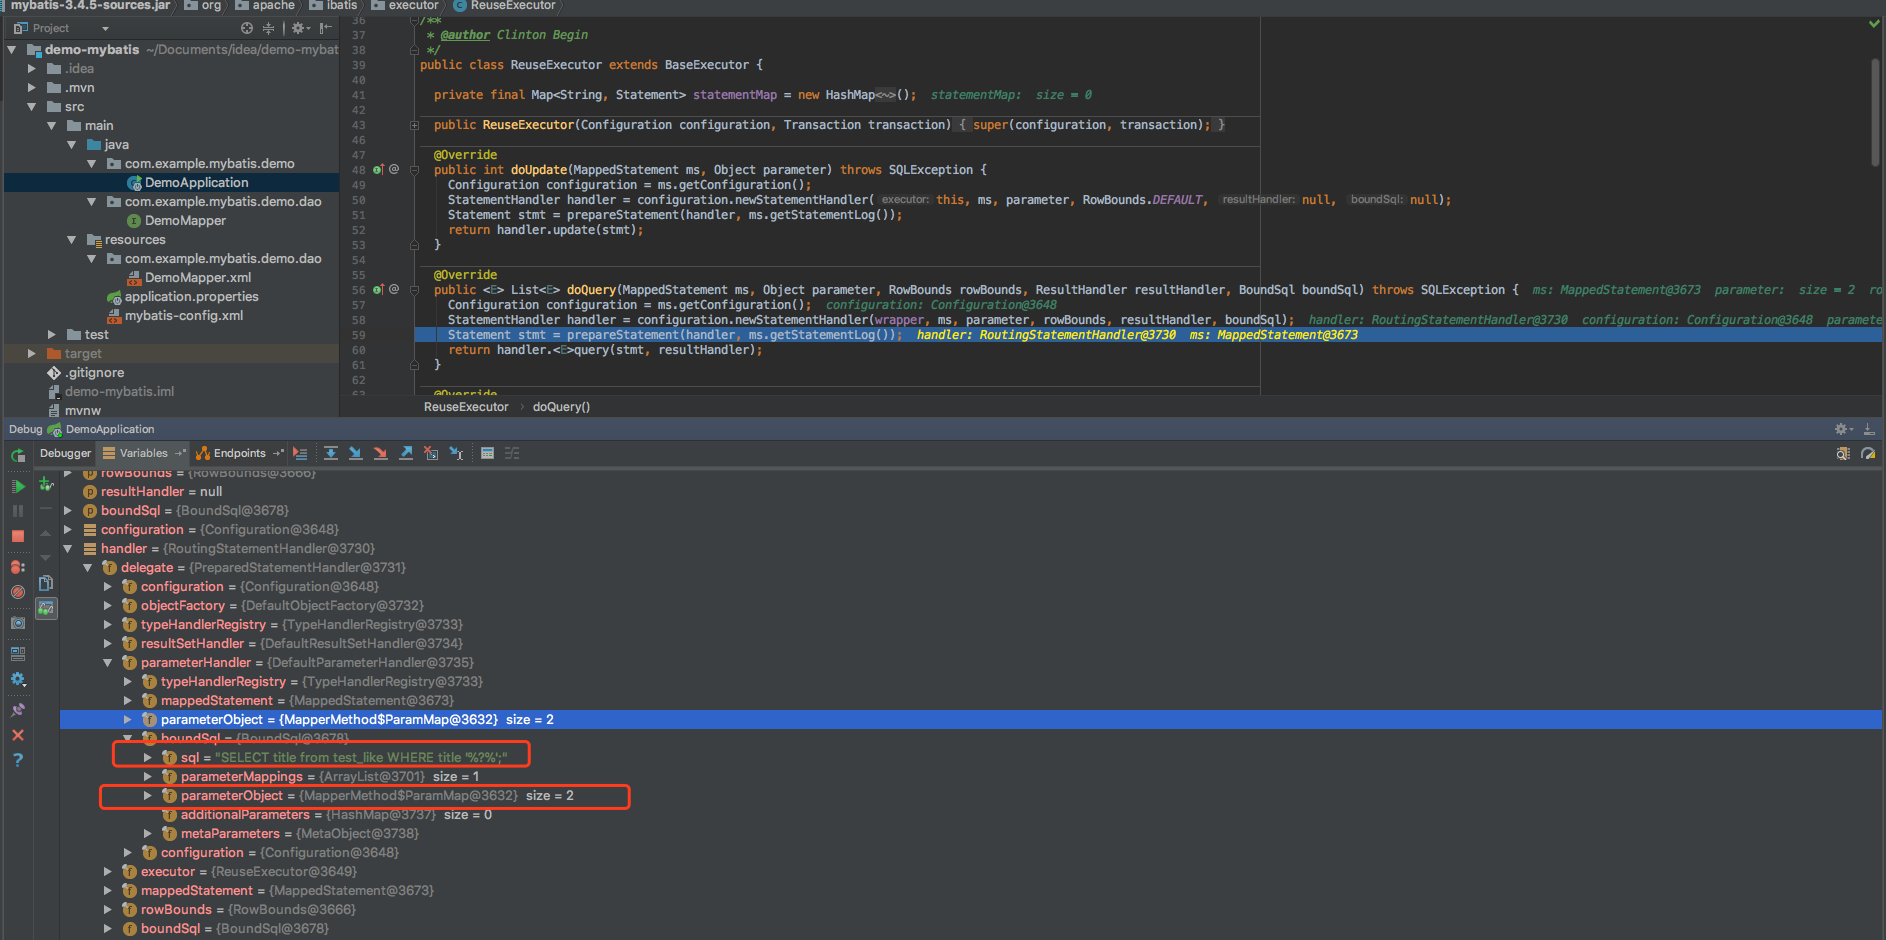 mybatis-3.4.5-sources.jar org apache ibatis executor ReuseExecutor
Project
demo-mybatis ~/Documents/idea/demo-mybat
.idea
.mvn
src
main
java
com.example.mybatis.demo
DemoApplication
com.example.mybatis.demo.dao
DemoMapper
resources
com.example.mybatis.demo.dao
DemoMapper.xml
application.properties
mybatis-config.xml
test
target
.gitignore
demo-mybatis.iml
mvnw
36 /**
37 * @author Clinton Begin
38 */
39 public class ReuseExecutor extends BaseExecutor {
40
41 private final Map<String, Statement> statementMap = new HashMap<~>(); statementMap: size = 0
42
43 public ReuseExecutor(Configuration configuration, Transaction transaction) { super(configuration, transaction); }
46
47 @Override
48 public int doUpdate(MappedStatement ms, Object parameter) throws SQLException {
49 Configuration configuration = ms.getConfiguration();
50 StatementHandler handler = configuration.newStatementHandler( executor: this, ms, parameter, RowBounds.DEFAULT, resultHandler: null, boundSql: null);
51 Statement stmt = prepareStatement(handler, ms.getStatementLog());
52 return handler.update(stmt);
53 }
54
55 @Override
56 public <E> List<E> doQuery(MappedStatement ms, Object parameter, RowBounds rowBounds, ResultHandler resultHandler, BoundSql boundSql) throws SQLException { ms: MappedStatement@3673 parameter: size = 2 ro
57 Configuration configuration = ms.getConfiguration(); configuration: Configuration@3648
58 StatementHandler handler = configuration.newStatementHandler(wrapper, ms, parameter, rowBounds, resultHandler, boundSql); handler: RoutingStatementHandler@3730 configuration: Configuration@3648 parame
59 Statement stmt = prepareStatement(handler, ms.getStatementLog()); handler: RoutingStatementHandler@3730 ms: MappedStatement@3673
60 return handler.<E>query(stmt, resultHandler);
61 }
62
63 @Override
ReuseExecutor doQuery()
Debug DemoApplication
Debugger Variables Endpoints
rowBounds = {RowBounds@3666}
resultHandler = null
boundSql = {BoundSql@3678}
configuration = {Configuration@3648}
handler = {RoutingStatementHandler@3730}
delegate = {PreparedStatementHandler@3731}
configuration = {Configuration@3648}
objectFactory = {DefaultObjectFactory@3732}
typeHandlerRegistry = {TypeHandlerRegistry@3733}
resultSetHandler = {DefaultResultSetHandler@3734}
parameterHandler = {DefaultParameterHandler@3735}
typeHandlerRegistry = {TypeHandlerRegistry@3733}
mappedStatement = {MappedStatement@3673}
parameterObject = {MapperMethod$ParamMap@3632} size = 2
boundSql = {BoundSql@3678}
sql = "SELECT title from test_like WHERE title '%?%';"
parameterMappings = {ArrayList@3701} size = 1
parameterObject = {MapperMethod$ParamMap@3632} size = 2
additionalParameters = {HashMap@3737} size = 0
metaParameters = {MetaObject@3738}
configuration = {Configuration@3648}
executor = {ReuseExecutor@3649}
mappedStatement = {MappedStatement@3673}
rowBounds = {RowBounds@3666}
boundSql = {BoundSql@3678}